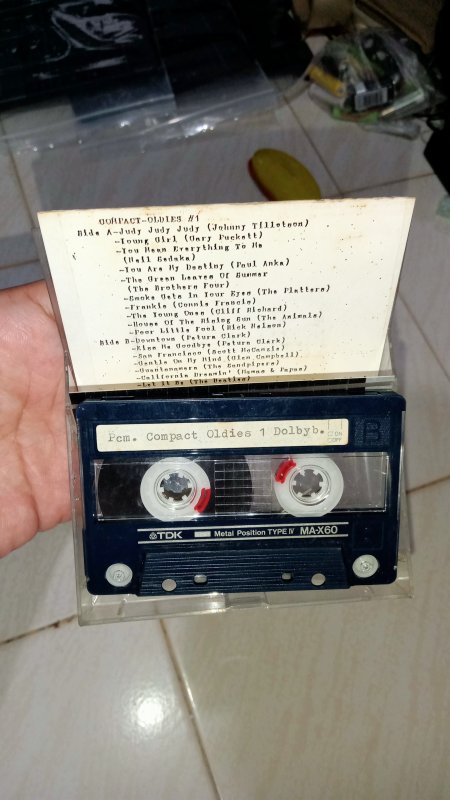 COMPACT-OLDIES #1
Side A-Judy Judy Judy (Johnny Tillotson)
-Young Girl (Gary Puckett)
-You Mean Everything To Me
(Neil Sedaka)
-You Are My Destiny (Paul Anka)
-The Green Leaves Of Summer
(The Brothers Four)
-Smoke Gets In Your Eyes (The Platters)
-Frankie (Connie Francis)
-The Young Ones (Cliff Richard)
-House Of The Rising Sun (The Animals)
-Poor Little Fool (Rick Nelson)
Side B-Downtown (Petura Clark)
-Kiss Me Goodbye (Petura Clark)
-San Francisco (Scott McCenzie)
-Gentle On My Mind (Glen Campbell)
-Guantanamera (The Sandpipers)
-California Dreamin' (Mamas & Papas)
-Let It Be (The Beatles)
Pcm. Compact Oldies 1 Dolbyb.
B
TDK Metal Position TYPE IV MA-X60